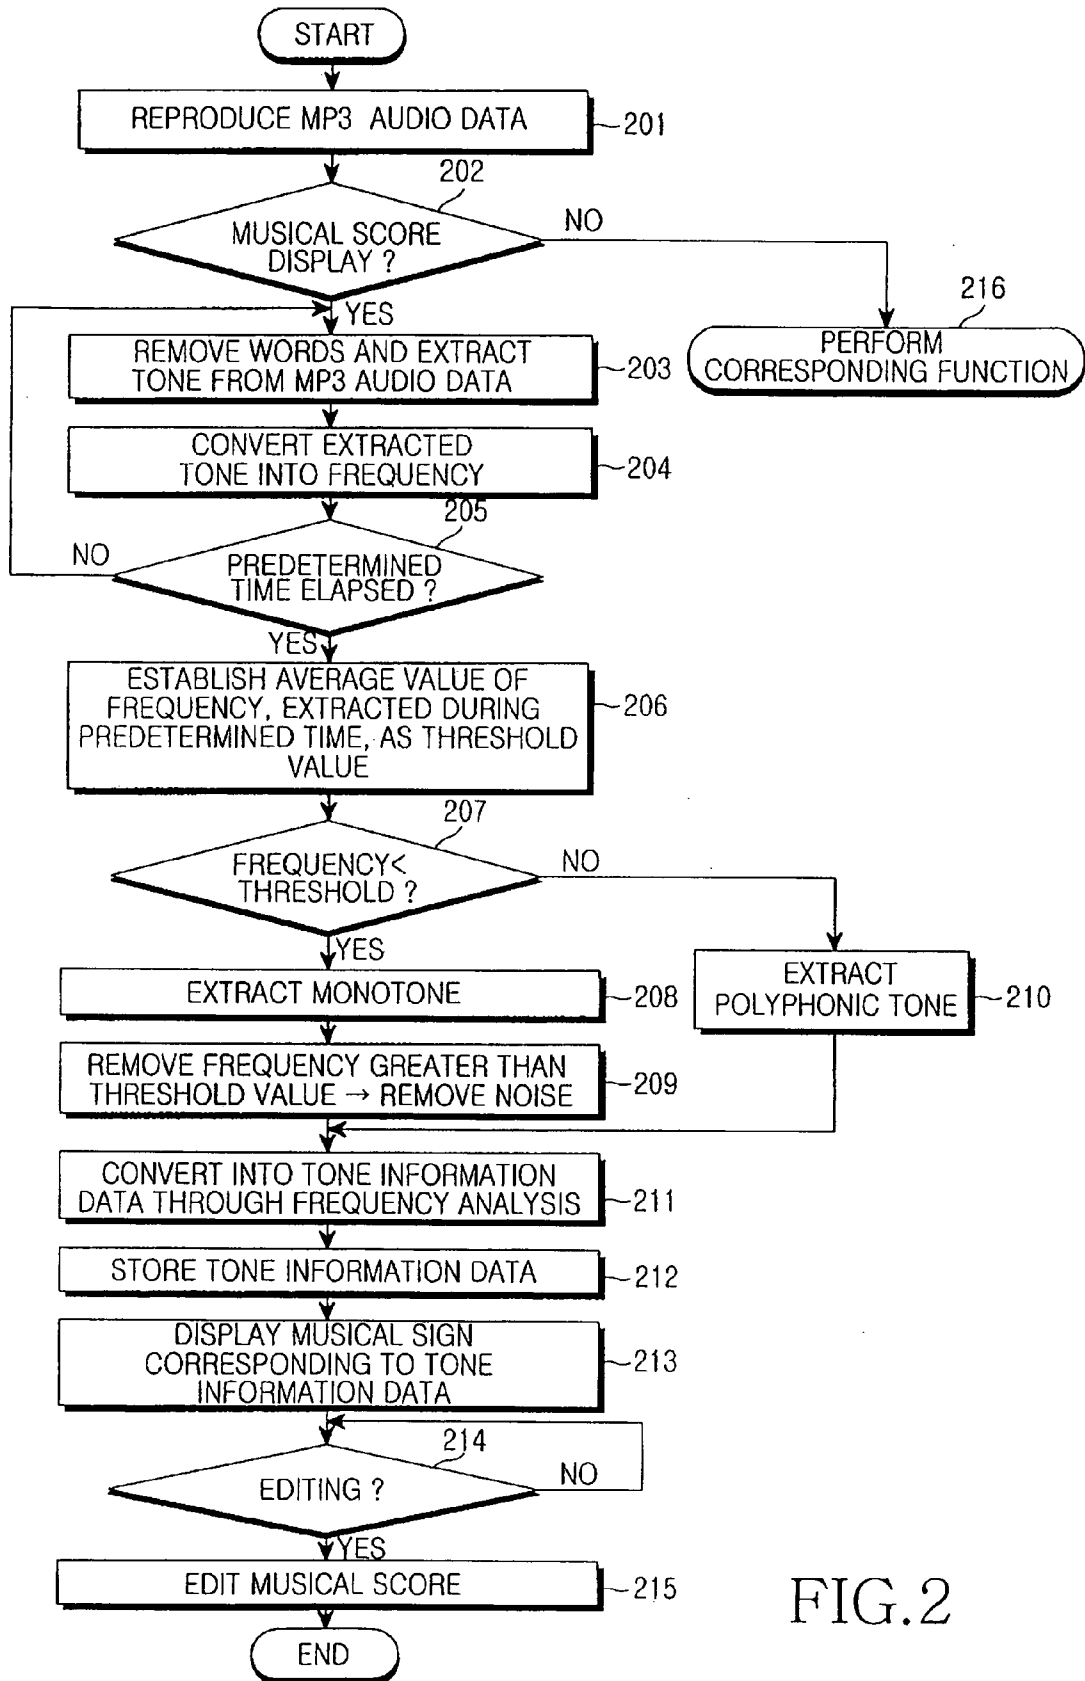 START
REPRODUCE MP3 AUDIO DATA
201
202
MUSICAL SCORE
DISPLAY ?
NO
YES
216
PERFORM
CORRESPONDING FUNCTION
REMOVE WORDS AND EXTRACT
TONE FROM MP3 AUDIO DATA
203
CONVERT EXTRACTED
TONE INTO FREQUENCY
204
205
PREDETERMINED
TIME ELAPSED ?
NO
YES
ESTABLISH AVERAGE VALUE OF
FREQUENCY, EXTRACTED DURING
PREDETERMINED TIME, AS THRESHOLD
VALUE
206
207
FREQUENCY<
THRESHOLD ?
NO
YES
EXTRACT MONOTONE
208
EXTRACT
POLYPHONIC TONE
210
REMOVE FREQUENCY GREATER THAN
THRESHOLD VALUE → REMOVE NOISE
209
CONVERT INTO TONE INFORMATION
DATA THROUGH FREQUENCY ANALYSIS
211
STORE TONE INFORMATION DATA
212
DISPLAY MUSICAL SIGN
CORRESPONDING TO TONE
INFORMATION DATA
213
214
EDITING ?
NO
YES
EDIT MUSICAL SCORE
215
END
FIG.2